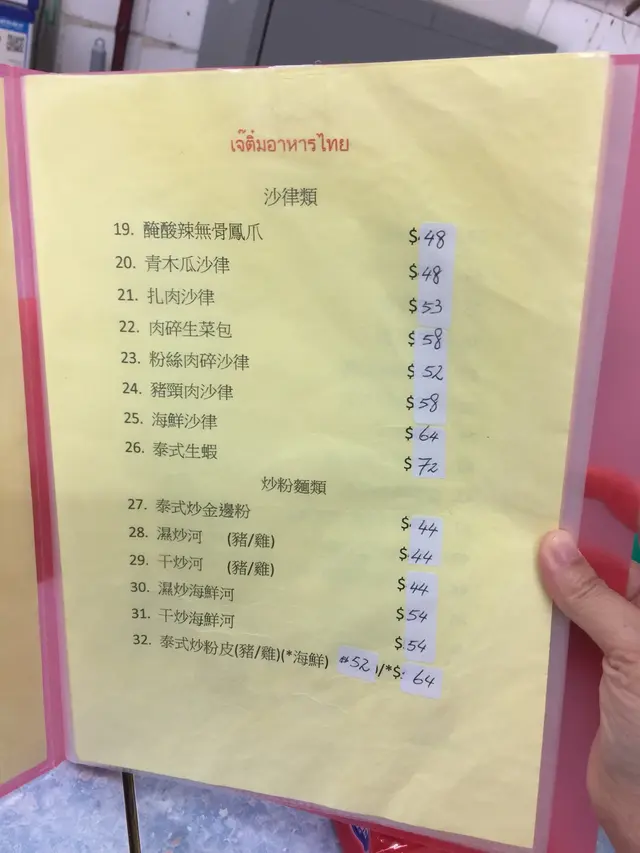 เจ๊ติ๋มอาหารไทย
沙律類
19. 醃酸辣無骨鳳爪 $48
20. 青木瓜沙律 $48
21. 扎肉沙律 $53
22. 肉碎生菜包 $58
23. 粉絲肉碎沙律 $52
24. 豬頸肉沙律 $58
25. 海鮮沙律 $64
26. 泰式生蝦 $72
炒粉麵類
27. 泰式炒金邊粉 $44
28. 濕炒河 (豬/雞) $44
29. 干炒河 (豬/雞) $44
30. 濕炒海鮮河 $54
31. 干炒海鮮河 $54
32. 泰式炒粉皮(豬/雞)(*海鮮) $52/*$64